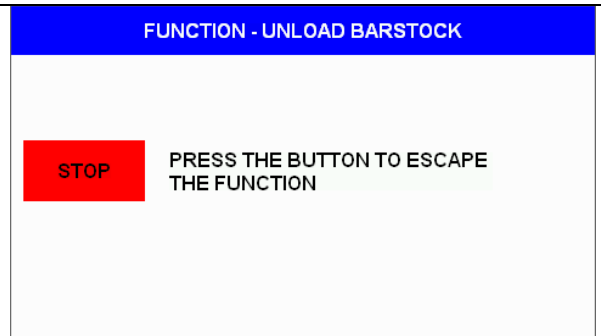 FUNCTION - UNLOAD BARSTOCK
STOP
PRESS THE BUTTON TO ESCAPE
THE FUNCTION